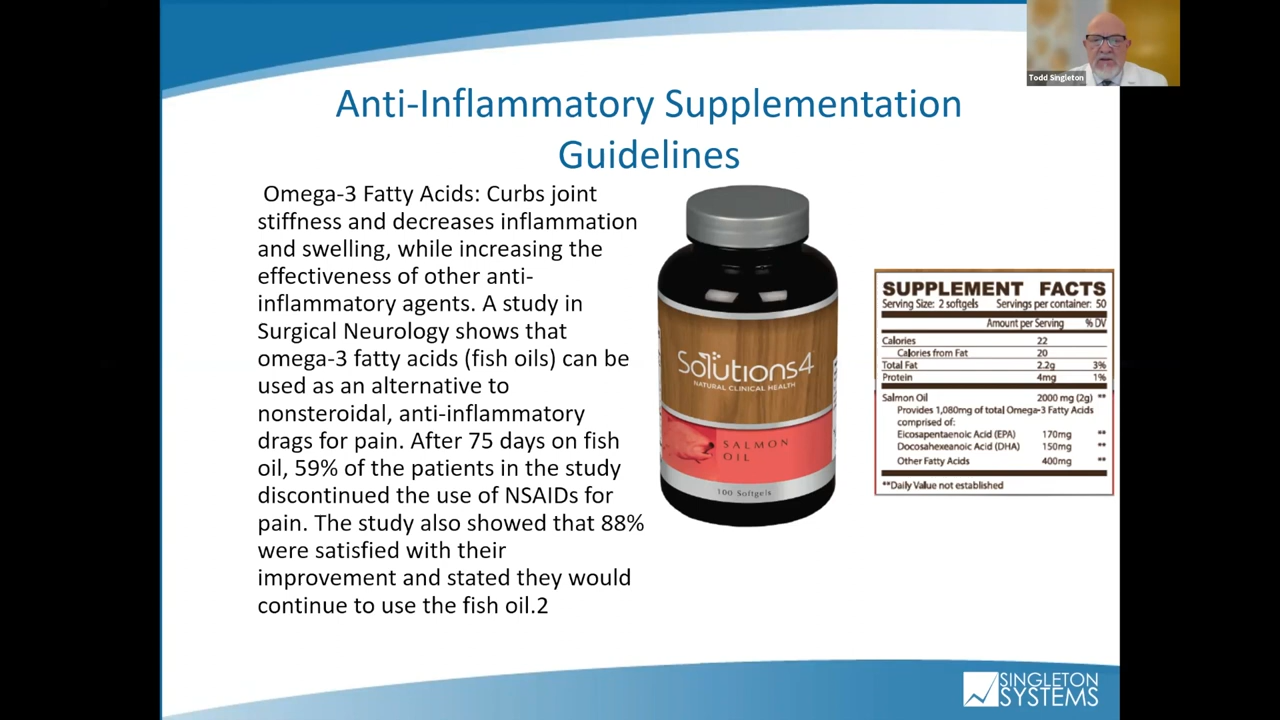 Todd Singleton
Anti-Inflammatory Supplementation
Guidelines
Omega-3 Fatty Acids: Curbs joint
stiffness and decreases inflammation
and swelling, while increasing the
effectiveness of other anti-
inflammatory agents. A study in
Surgical Neurology shows that
omega-3 fatty acids (fish oils) can be
used as an alternative to
nonsteroidal, anti-inflammatory
drags for pain. After 75 days on fish
oil, 59% of the patients in the study
discontinued the use of NSAIDs for
pain. The study also showed that 88%
were satisfied with their
improvement and stated they would
continue to use the fish oil.2
Solutions4
NATURAL CLINICAL HEALTH
SALMON
OIL
100 Softgels
SUPPLEMENT FACTS
Serving Size: 2 softgels Servings per container: 50
Amount per Serving % DV
Calories 22
Calories from Fat 20
Total Fat 2.2g 3%
Protein 4mg 1%
Salmon Oil 2000 mg (2g) **
Provides 1,080mg of total Omega-3 Fatty Acids
comprised of:
Eicosapentaenoic Acid (EPA) 170mg **
Docosahexeanoic Acid (DHA) 150mg **
Other Fatty Acids 400mg **
**Daily Value not established
SINGLETON
SYSTEMS